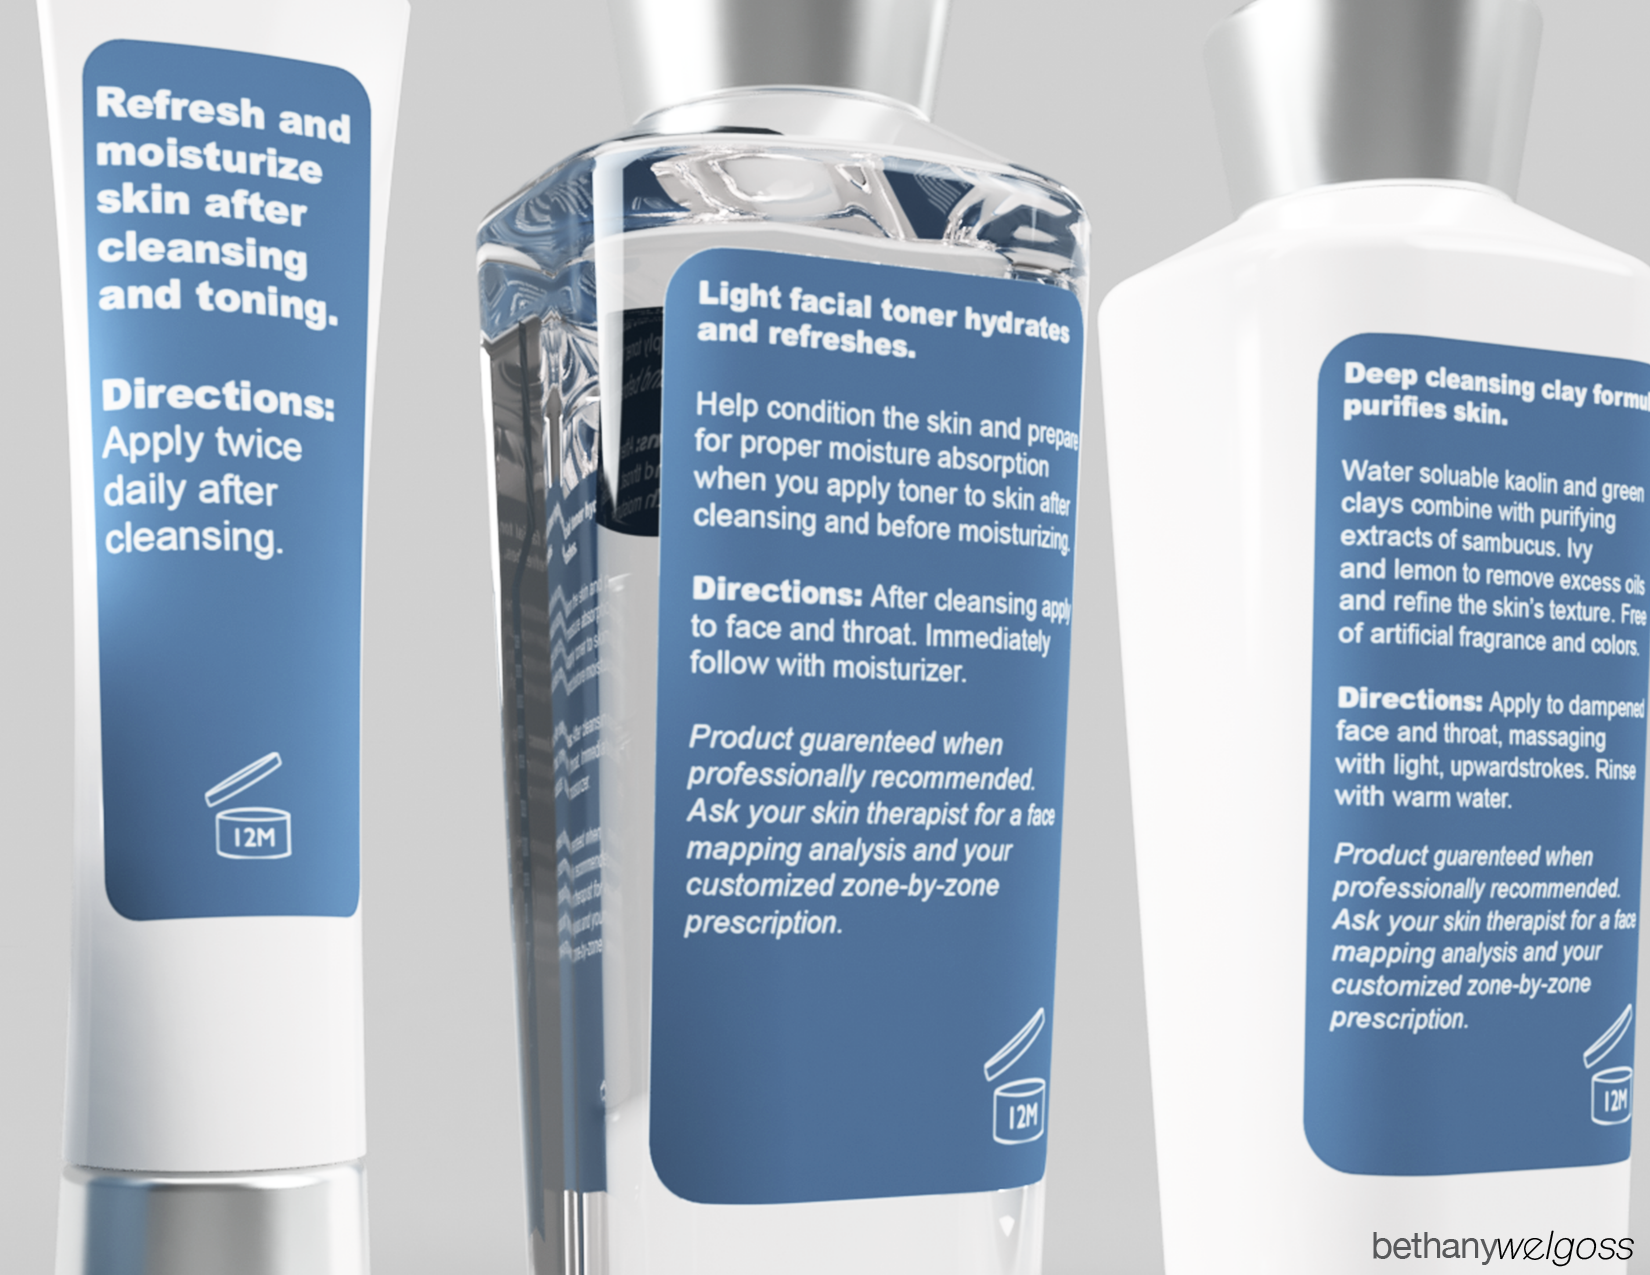 Refresh and
moisturize
skin after
cleansing
and toning.
Directions:
Apply twice
daily after
cleansing.
12M
Light facial toner hydrates
and refreshes.
Help condition the skin and prepare
for proper moisture absorption
when you apply toner to skin after
cleansing and before moisturizing.
Directions: After cleansing apply
to face and throat. Immediately
follow with moisturizer.
Product guarenteed when
professionally recommended.
Ask your skin therapist for a face
mapping analysis and your
customized zone-by-zone
prescription.
12M
Deep cleansing clay
purifies skin.
Water soluable kaolin and green
clays combine with purifying
extracts of sambucus. Ivy
and lemon to remove excess oils
and refine the skin's texture. Free
of artificial fragrance and colors.
Directions: Apply to dampened
face and throat, massaging
with light, upwardstrokes. Rinse
with warm water.
Product guarenteed when
professionally recommended.
Ask your skin therapist for a face
mapping analysis and your
customized zone-by-zone
prescription.
12M
bethanywelgoss